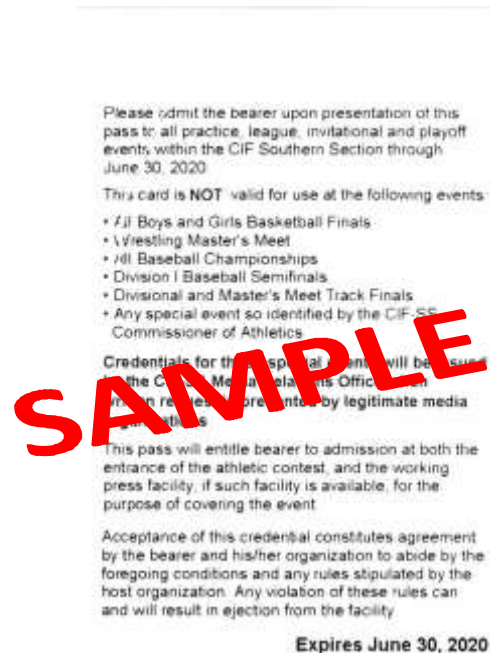 Please admit the bearer upon presentation of this
pass to all practice, league, invitational and playoff
events within the CIF Southern Section through
June 30, 2020
This card is NOT valid for use at the following events
• All Boys and Girls Basketball Finals
• Wrestling Master's Meet
• All Baseball Championships
• Division I Baseball Semifinals
• Divisional and Master's Meet Track Finals
• Any special event so identified by the CIF-SS
Commissioner of Athletics
Credentials for special will be
the Media Office
by legitimate media
SAMPLE
This pass will entitle bearer to admission at both the
entrance of the athletic contest, and the working
press facility, if such facility is available, for the
purpose of covering the event
Acceptance of this credential constitutes agreement
by the bearer and his/her organization to abide by the
foregoing conditions and any rules stipulated by the
host organization. Any violation of these rules can
and will result in ejection from the facility
Expires June 30, 2020